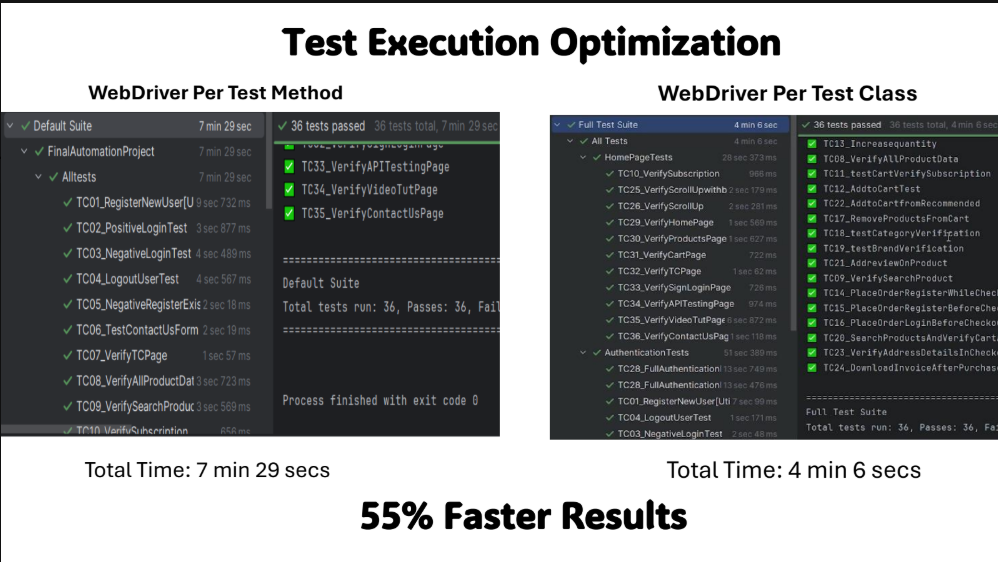 Test Execution Optimization
WebDriver Per Test Method
Default Suite 7 min 29 sec
FinalAutomationProject 7 min 29 sec
Alltests 7 min 29 sec
TC01_RegisterNewUser[U 9 sec 732 ms
TC02_PositiveLoginTest 3 sec 877 ms
TC03_NegativeLoginTest 4 sec 489 ms
TC04_LogoutUserTest 4 sec 567 ms
TC05_NegativeRegisterExis 2 sec 18 ms
TC06_TestContactUsForm 2 sec 19 ms
TC07_VerifyTCPage 1 sec 57 ms
TC08_VerifyAllProductDat 3 sec 723 ms
TC09_VerifySearchProduc 3 sec 569 ms
TC10_VerifySubscription 656 ms
36 tests passed 36 tests total, 7 min 29 sec
TC33_VerifyAPITestingPage
TC34_VerifyVideoTutPage
TC35_VerifyContactUsPage
===============================
Default Suite
Total tests run: 36, Passes: 36, Fail
===============================
Process finished with exit code 0
Total Time: 7 min 29 secs
WebDriver Per Test Class
Full Test Suite 4 min 6 sec
All Tests 4 min 6 sec
HomePageTests 28 sec 373 ms
TC10_VerifySubscription 966 ms
TC25_VerifyScrollUpwithb 2 sec 179 ms
TC26_VerifyScrollUp 2 sec 281 ms
TC29_VerifyHomePage 1 sec 569 ms
TC30_VerifyProductsPage 1 sec 627 ms
TC31_VerifyCartPage 722 ms
TC32_VerifyTCPage 1 sec 62 ms
TC33_VerifySignLoginPage 726 ms
TC34_VerifyAPITestingPage 974 ms
TC35_VerifyVideoTutPage 6 sec 872 ms
TC36_VerifyContactUsPag 1 sec 118 ms
AuthenticationTests 51 sec 389 ms
TC28_FullAuthentication 13 sec 749 ms
TC28_FullAuthentication 13 sec 476 ms
TC01_RegisterNewUser[Uti 7 sec 99 ms
TC04_LogoutUserTest 1 sec 171 ms
TC03_NegativeLoginTest 2 sec 48 ms
36 tests passed 36 tests total, 4 min 6 sec
TC13_Increasequantity
TC08_VerifyAllProductData
TC11_testCartVerifySubscription
TC12_AddtoCartTest
TC22_AddtoCartfromRecommended
TC17_RemoveProductsFromCart
TC18_testCategoryVerification
TC19_testBrandVerification
TC21_AddreviewOnProduct
TC09_VerifySearchProduct
TC14_PlaceOrderRegisterWhileChec
TC15_PlaceOrderRegisterBeforeChe
TC16_PlaceOrderLoginBeforeChecko
TC20_SearchProductsAndVerifyCart
TC23_VerifyAddressDetailsInCheck
TC24_DownloadInvoiceAfterPurchas
===============================
Full Test Suite
Total tests run: 36, Passes: 36, Fai
Total Time: 4 min 6 secs
55% Faster Results